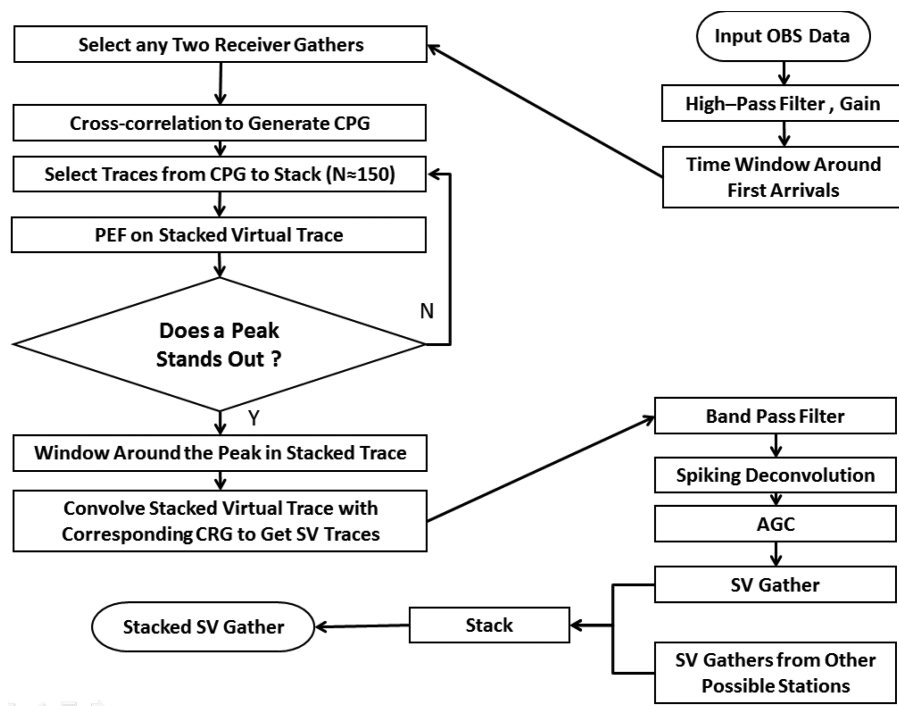 Input OBS Data
High–Pass Filter , Gain
Time Window Around
First Arrivals
Select any Two Receiver Gathers
Cross-correlation to Generate CPG
Select Traces from CPG to Stack (N≈150)
PEF on Stacked Virtual Trace
Does a Peak
Stands Out ?
N
Y
Window Around the Peak in Stacked Trace
Convolve Stacked Virtual Trace with
Corresponding CRG to Get SV Traces
Band Pass Filter
Spiking Deconvolution
AGC
SV Gather
SV Gathers from Other
Possible Stations
Stack
Stacked SV Gather